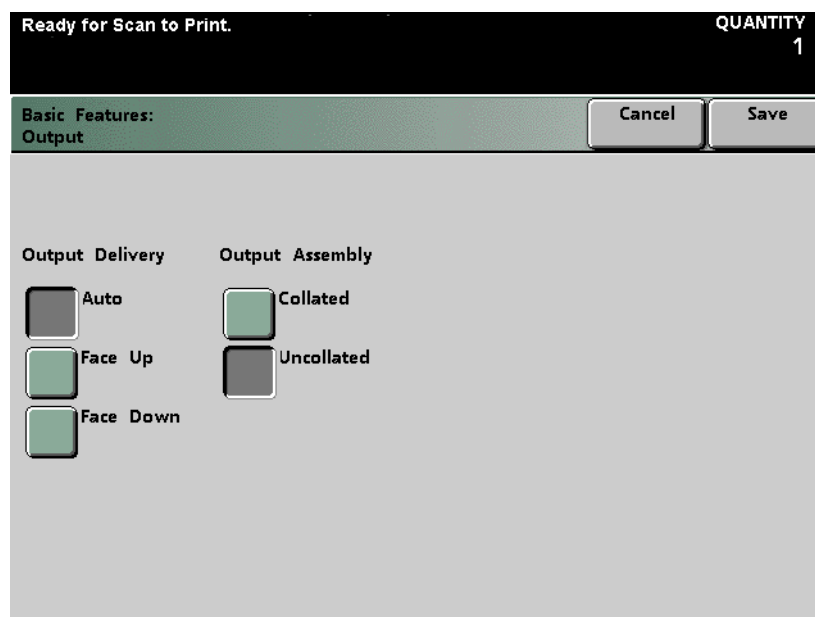 Ready for Scan to Print.
QUANTITY
1
Basic Features:
Output
Cancel
Save
Output Delivery
Output Assembly
Auto
Collated
Face Up
Uncollated
Face Down